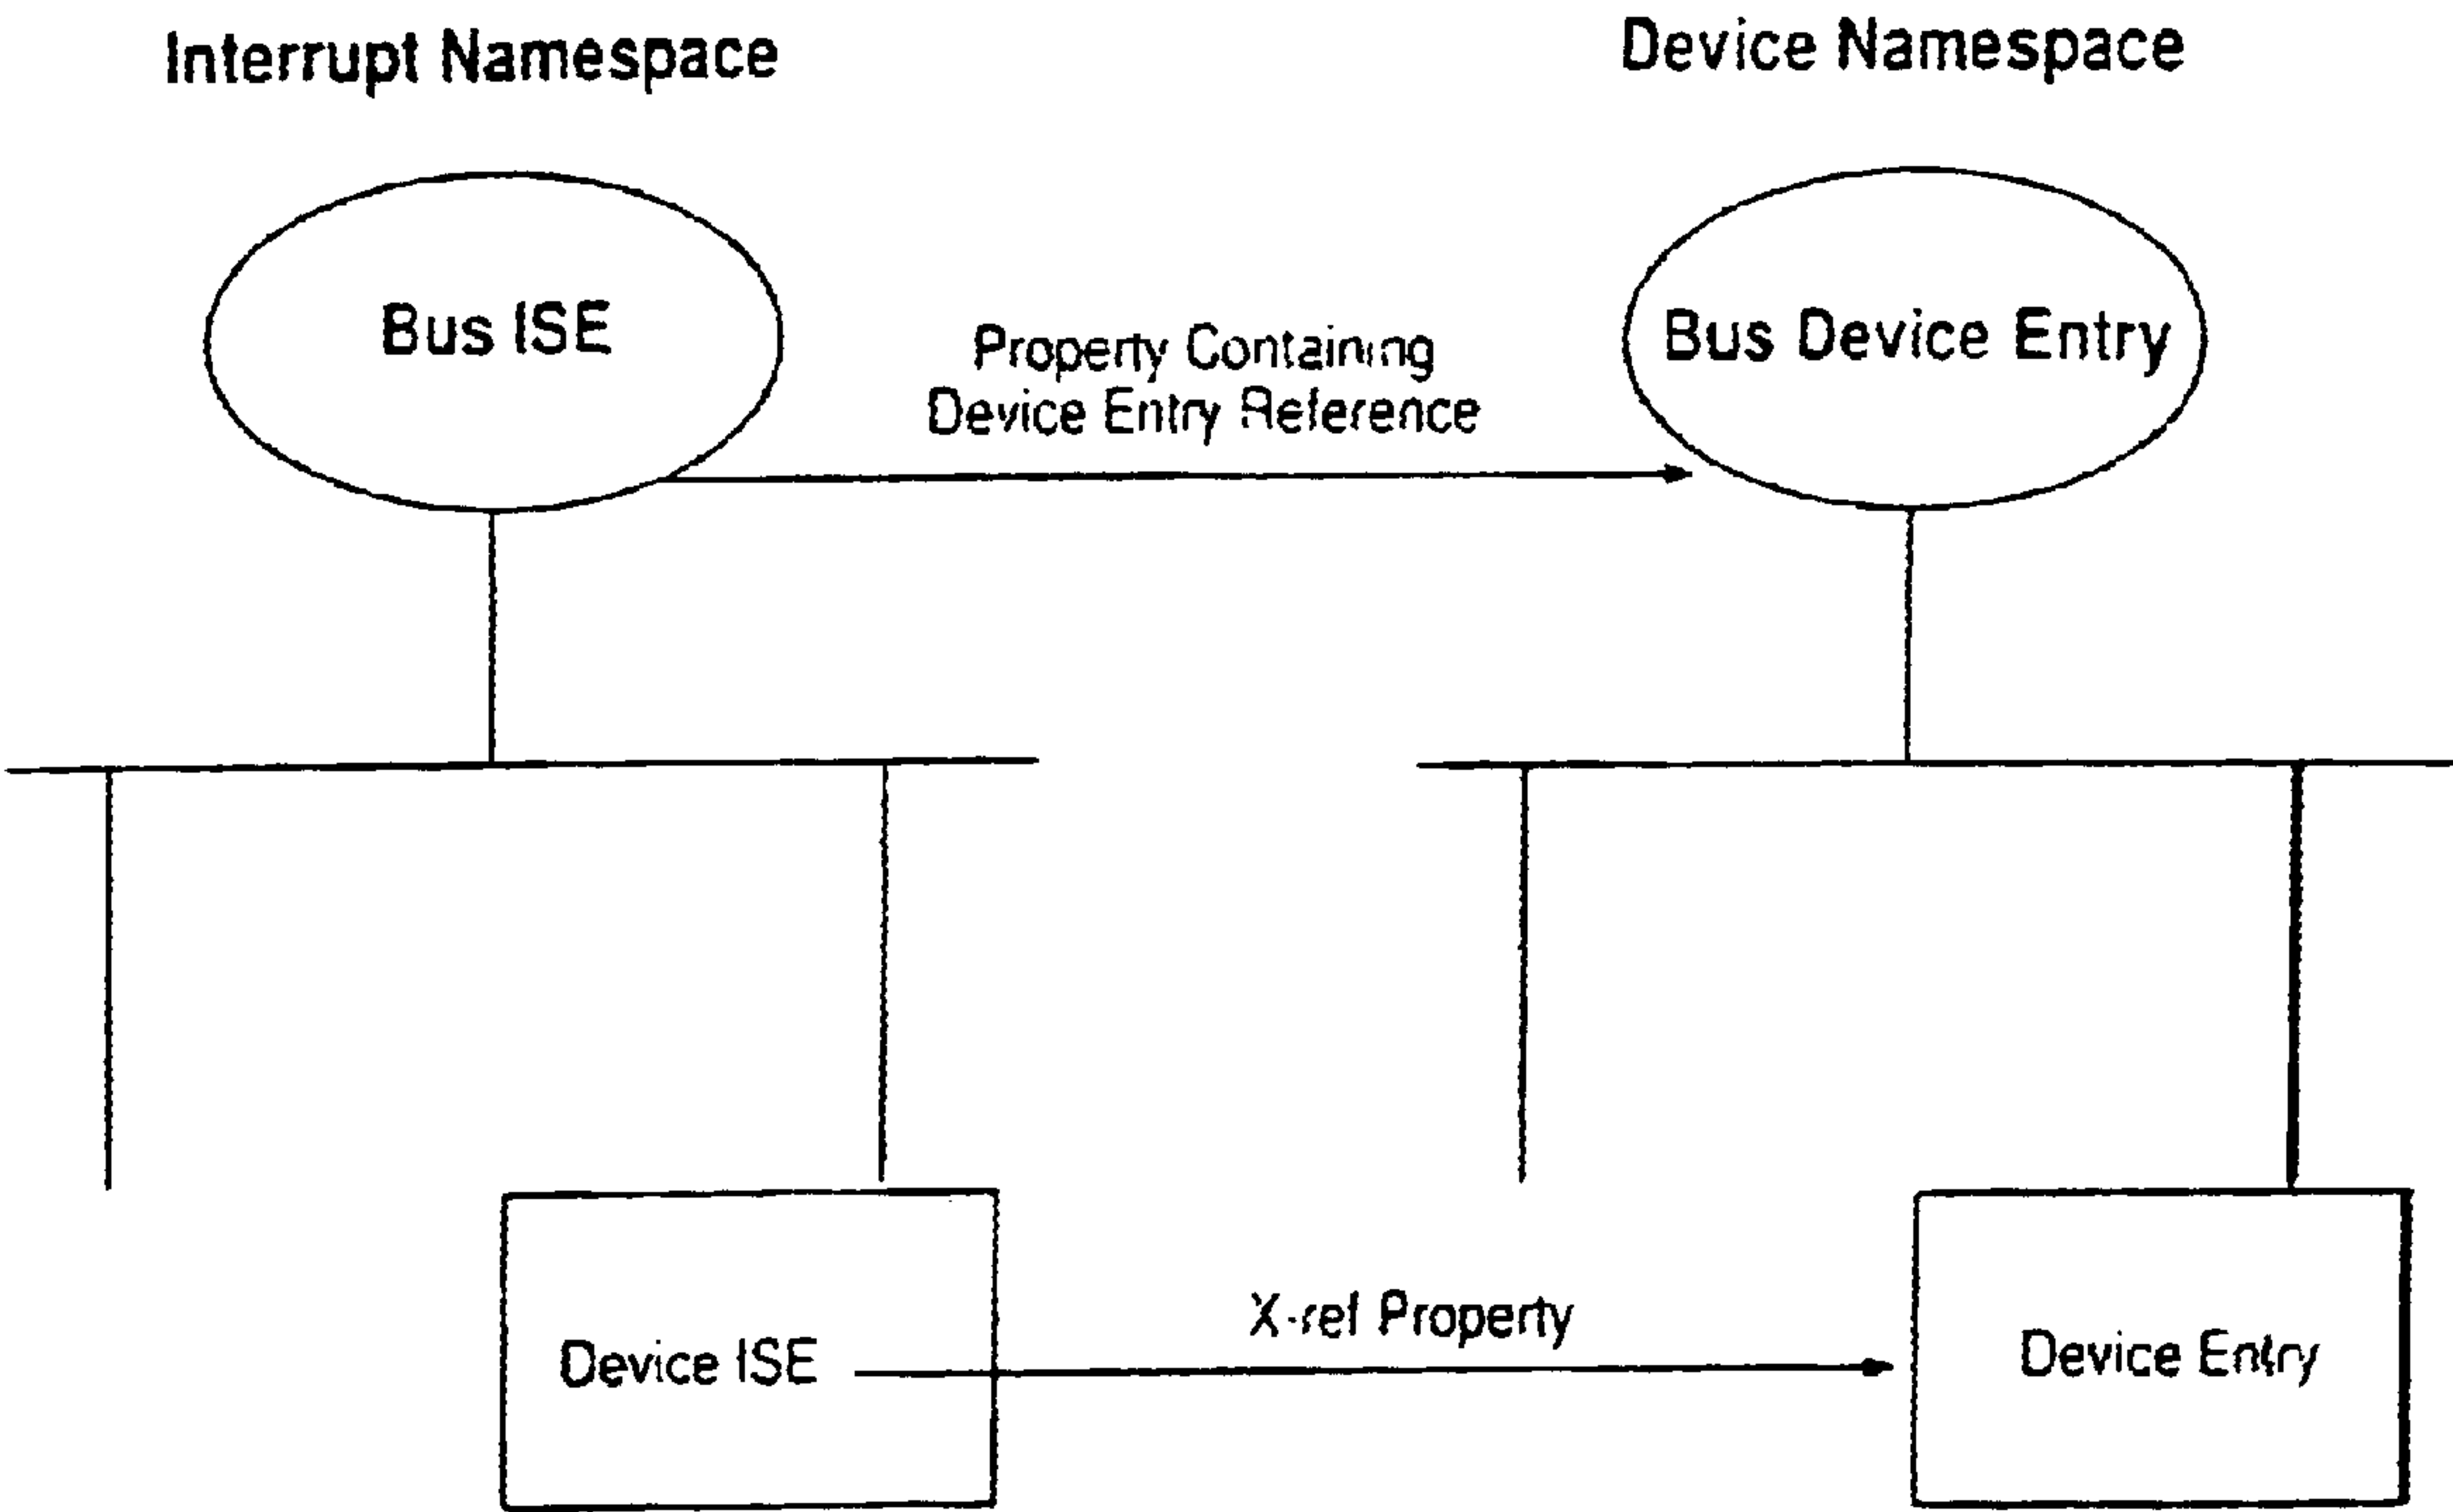 Interrupt Namespace
Device Namespace
Bus ISE
Property Containing
Device Entry Reference
Bus Device Entry
Device ISE
X-ref Property
Device Entry